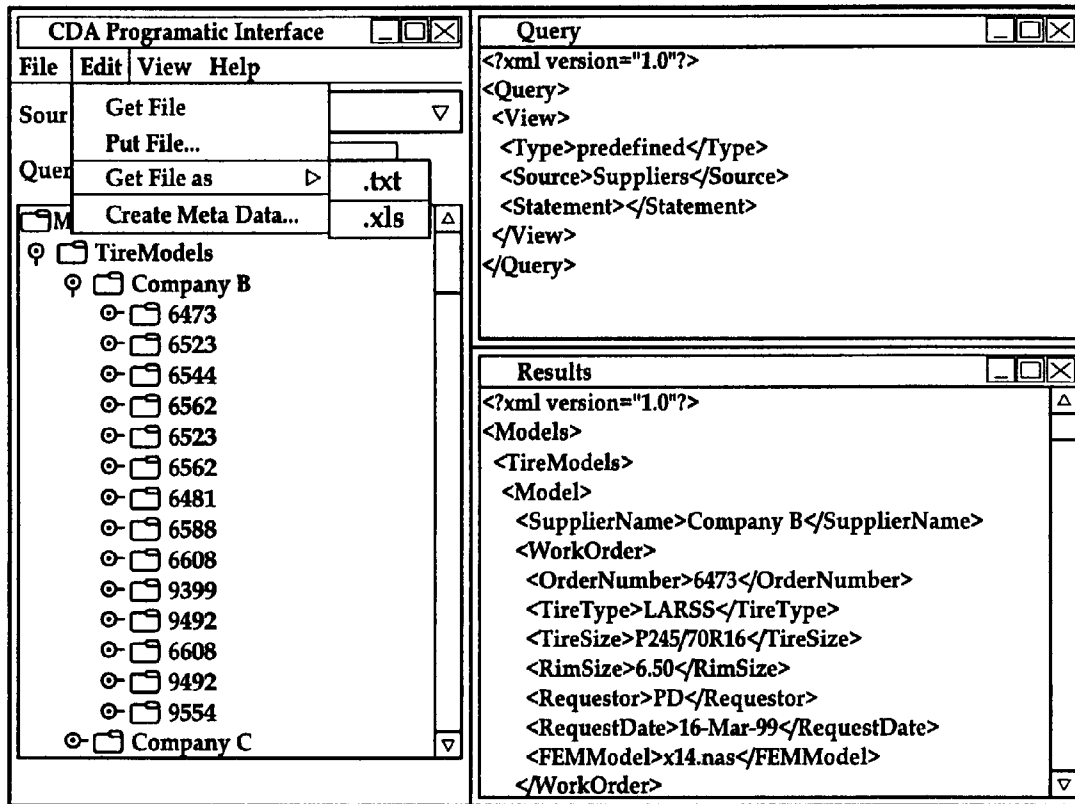 CDA Programatic Interface
File Edit View Help
Sour
Get File
Put File...
Quer
Get File as
.txt
Create Meta Data...
.xls
M
TireModels
Company B
6473
6523
6544
6562
6523
6562
6481
6588
6608
9399
9492
6608
9492
9554
Company C
Query
<?xml version="1.0"?>
<Query>
<View>
<Type>predefined</Type>
<Source>Suppliers</Source>
<Statement></Statement>
</View>
</Query>
Results
<?xml version="1.0"?>
<Models>
<TireModels>
<Model>
<SupplierName>Company B</SupplierName>
<WorkOrder>
<OrderNumber>6473</OrderNumber>
<TireType>LARSS</TireType>
<TireSize>P245/70R16</TireSize>
<RimSize>6.50</RimSize>
<Requestor>PD</Requestor>
<RequestDate>16-Mar-99</RequestDate>
<FEMModel>x14.nas</FEMModel>
</WorkOrder>